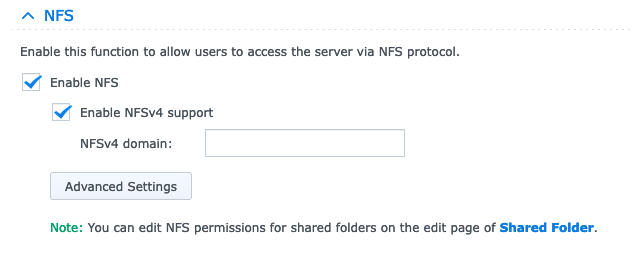 NFS
Enable this function to allow users to access the server via NFS protocol.
Enable NFS
Enable NFSv4 support
NFSv4 domain:
Advanced Settings
Note: You can edit NFS permissions for shared folders on the edit page of Shared Folder.